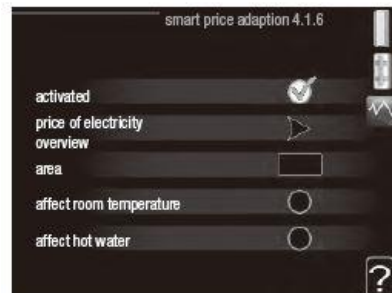 smart price adaption 4.1.6
activated
price of electricity
overview
area
affect room temperature
affect hot water
?